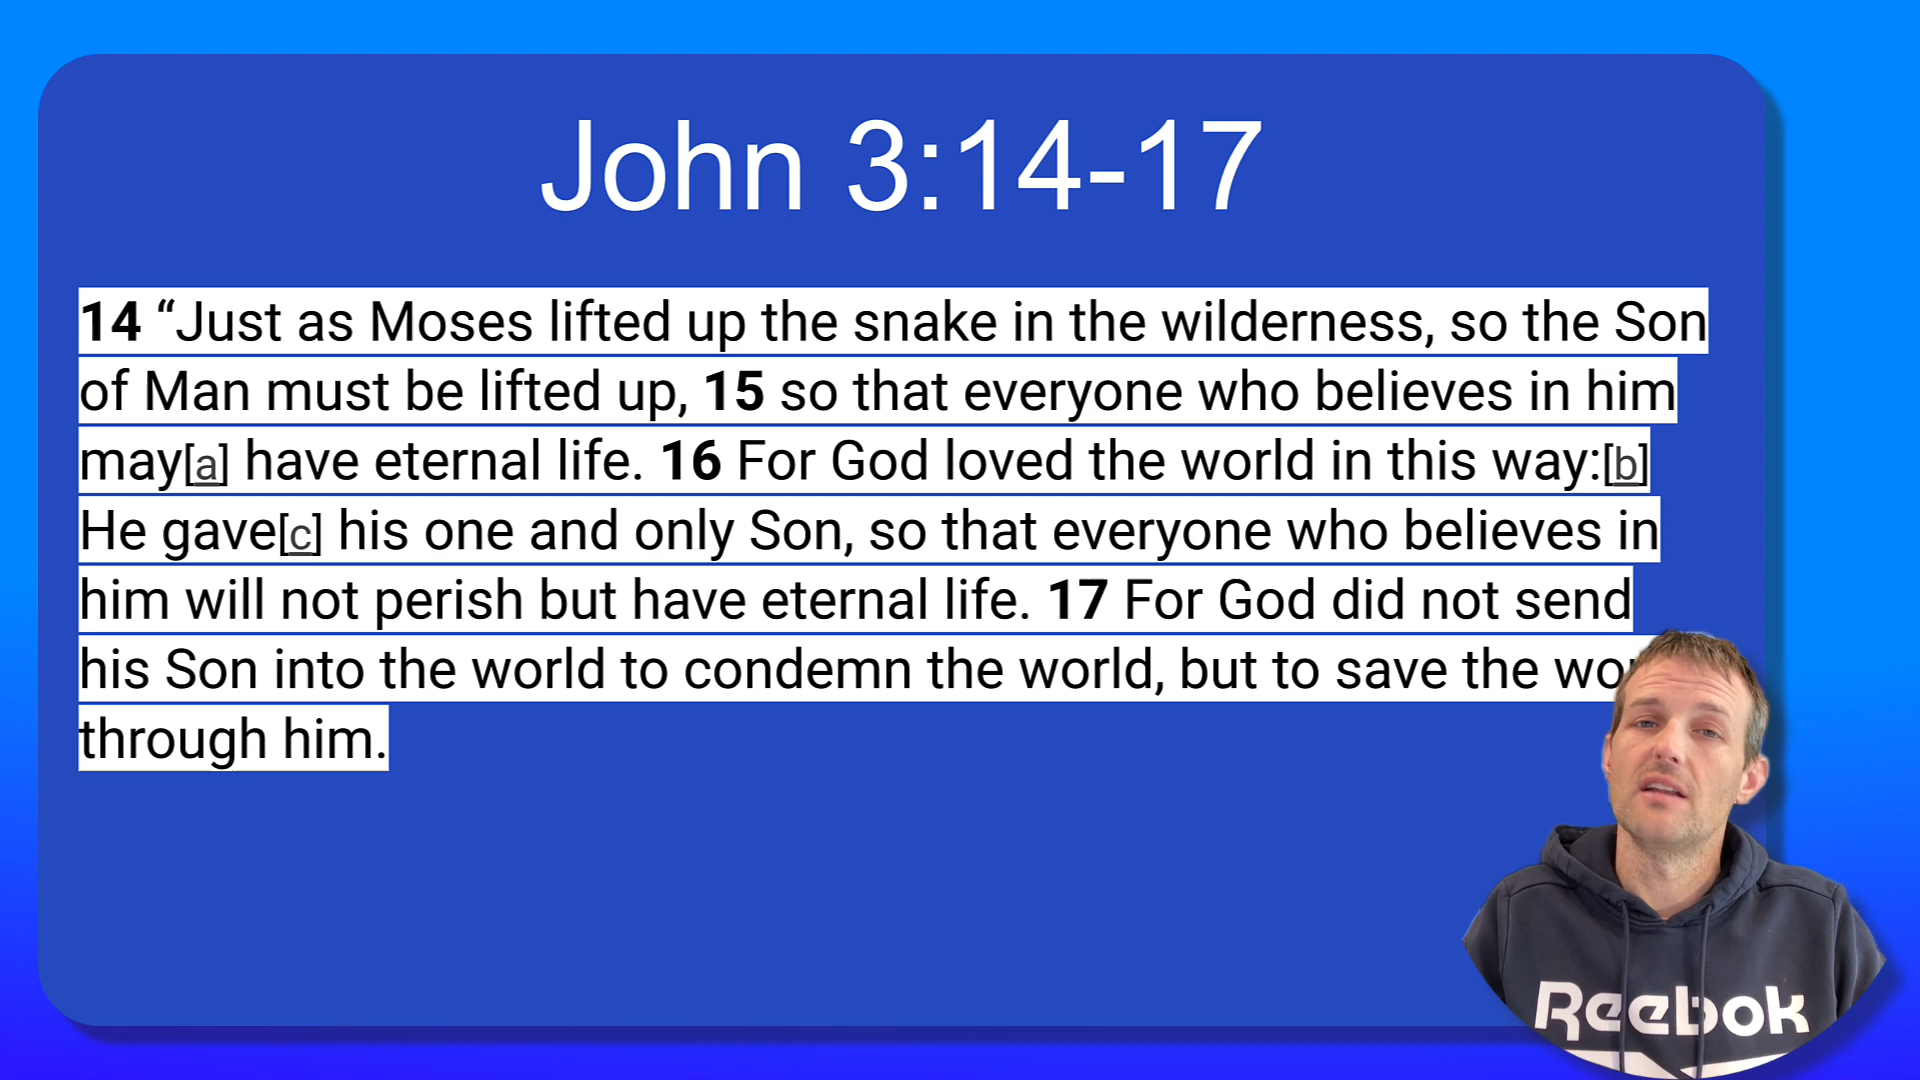 John 3:14-17
14 “Just as Moses lifted up the snake in the wilderness, so the Son
of Man must be lifted up, 15 so that everyone who believes in him
may[a] have eternal life. 16 For God loved the world in this way:[b]
He gave[c] his one and only Son, so that everyone who believes in
him will not perish but have eternal life. 17 For God did not send
his Son into the world to condemn the world, but to save the
through him.
Reebok